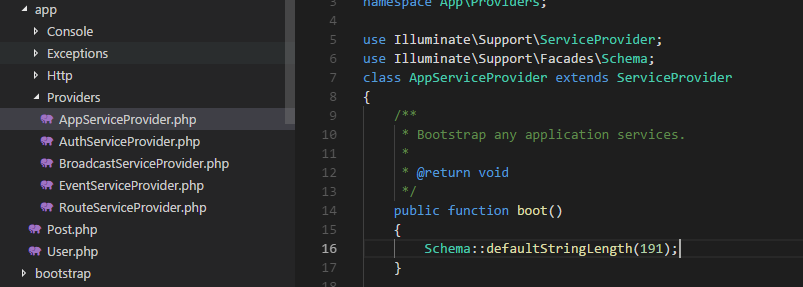 app
Console
Exceptions
Http
Providers
AppServiceProvider.php
AuthServiceProvider.php
BroadcastServiceProvider.php
EventServiceProvider.php
RouteServiceProvider.php
Post.php
User.php
bootstrap
3 namespace App\Providers;
4
5 use Illuminate\Support\ServiceProvider;
6 use Illuminate\Support\Facades\Schema;
7 class AppServiceProvider extends ServiceProvider
8 {
9 /**
10 * Bootstrap any application services.
11 *
12 * @return void
13 */
14 public function boot()
15 {
16 Schema::defaultStringLength(191);
17 }
18